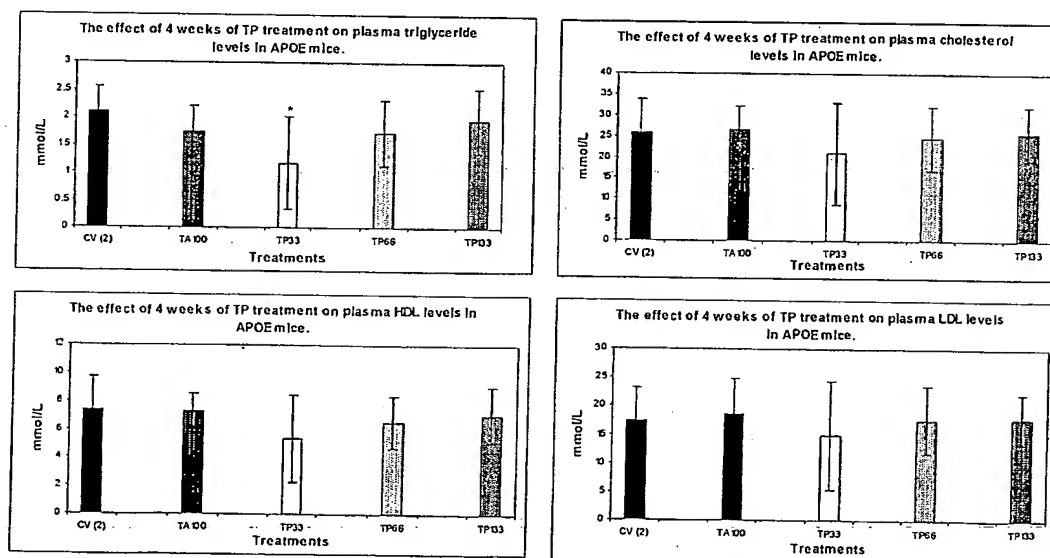 The effect of 4 weeks of TP treatment on plasma triglyceride
levels in APOE mice.
3
2.5
2
1.5
1
0.5
0
mmol/L
*
CV (2) TA100 TP33 TP66 TP133
Treatments
The effect of 4 weeks of TP treatment on plasma cholesterol
levels in APOE mice.
40
35
30
25
20
15
10
5
0
mmol/L
CV (2) TA100 TP33 TP66 TP133
Treatments
The effect of 4 weeks of TP treatment on plasma HDL levels in
APOE mice.
12
10
8
6
4
2
0
mmol/L
CV (2) TA100 TP33 TP66 TP133
Treatments
The effect of 4 weeks of TP treatment on plasma LDL levels
in APOE mice.
30
25
20
15
10
5
0
mmol/L
CV (2) TA100 TP33 TP66 TP133
Treatments